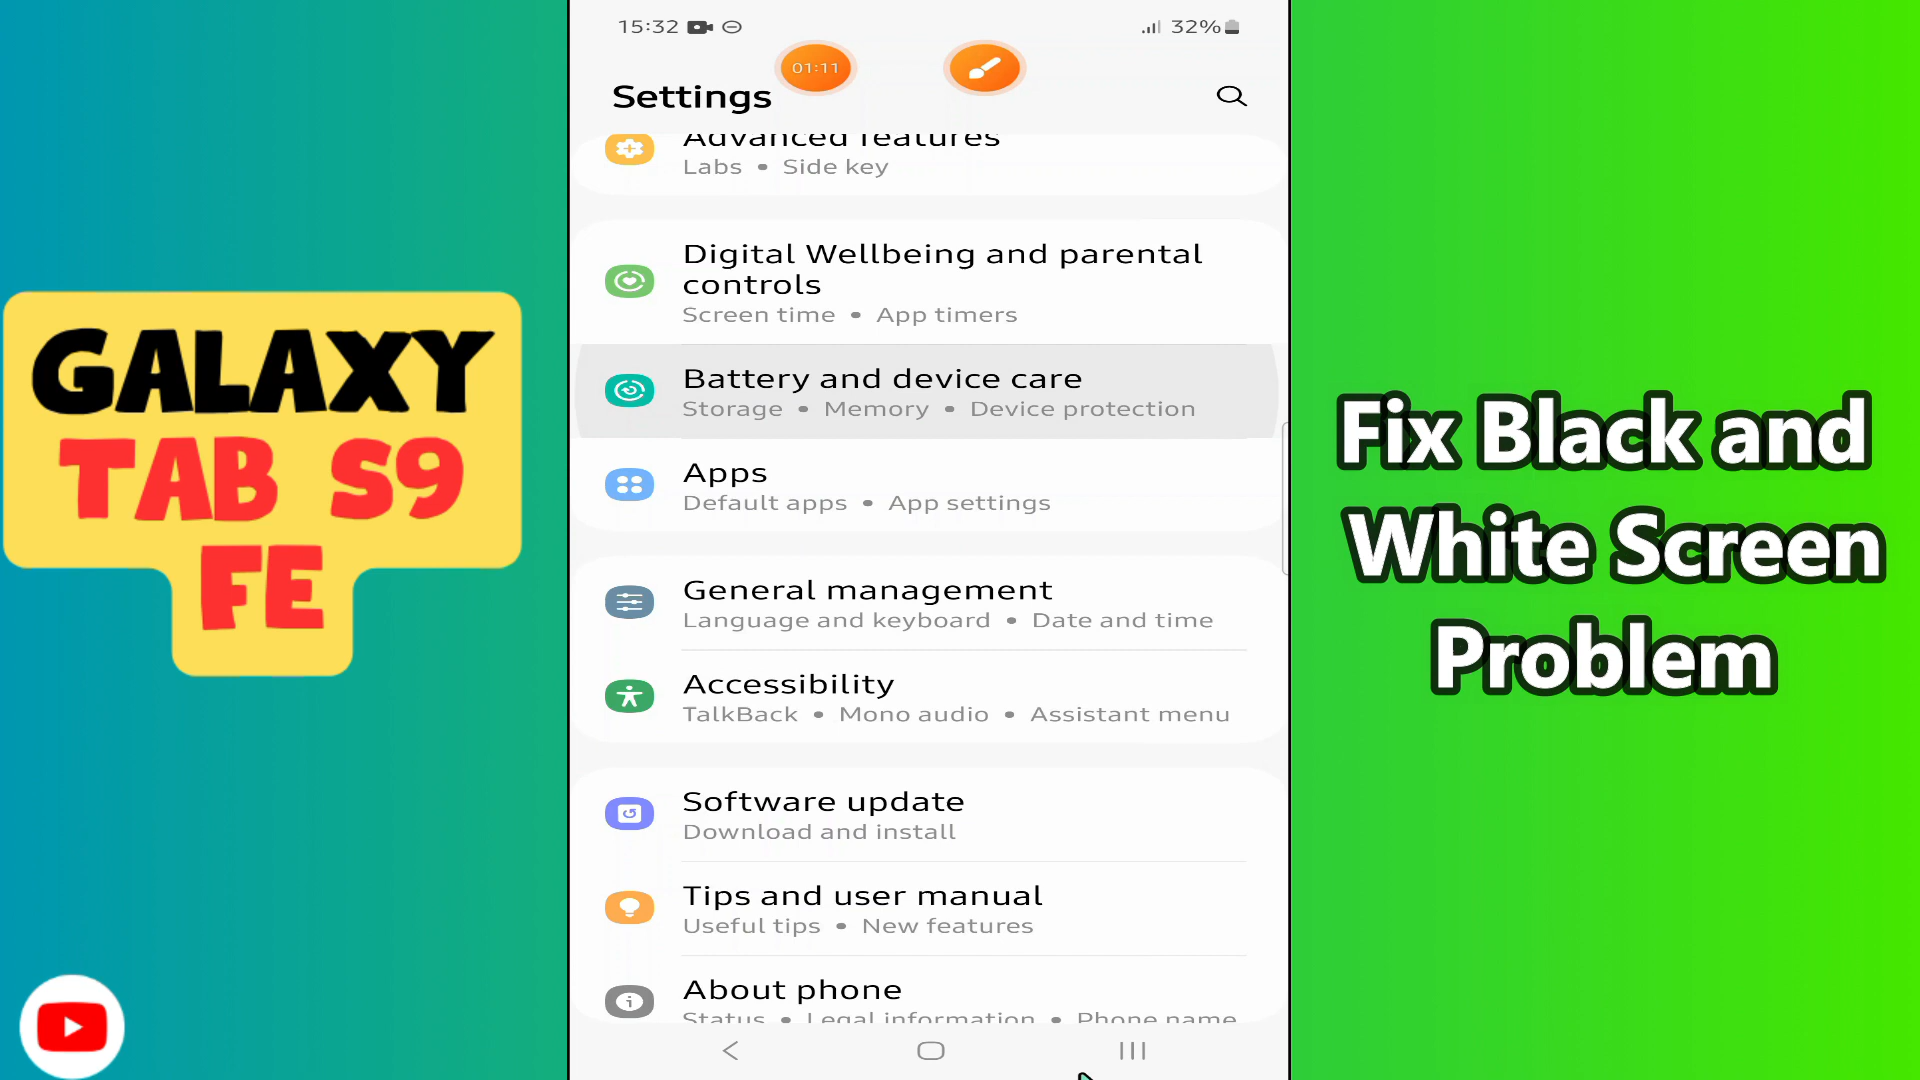 GALAXY
TAB S9
FE
15:32
32%
01:11
Settings
Advanced features
Labs • Side key
Digital Wellbeing and parental
controls
Screen time • App timers
Battery and device care
Storage • Memory • Device protection
Apps
Default apps • App settings
General management
Language and keyboard • Date and time
Accessibility
TalkBack • Mono audio • Assistant menu
Software update
Download and install
Tips and user manual
Useful tips • New features
About phone
Status • Legal information • Phone name
Fix Black and
White Screen
Problem